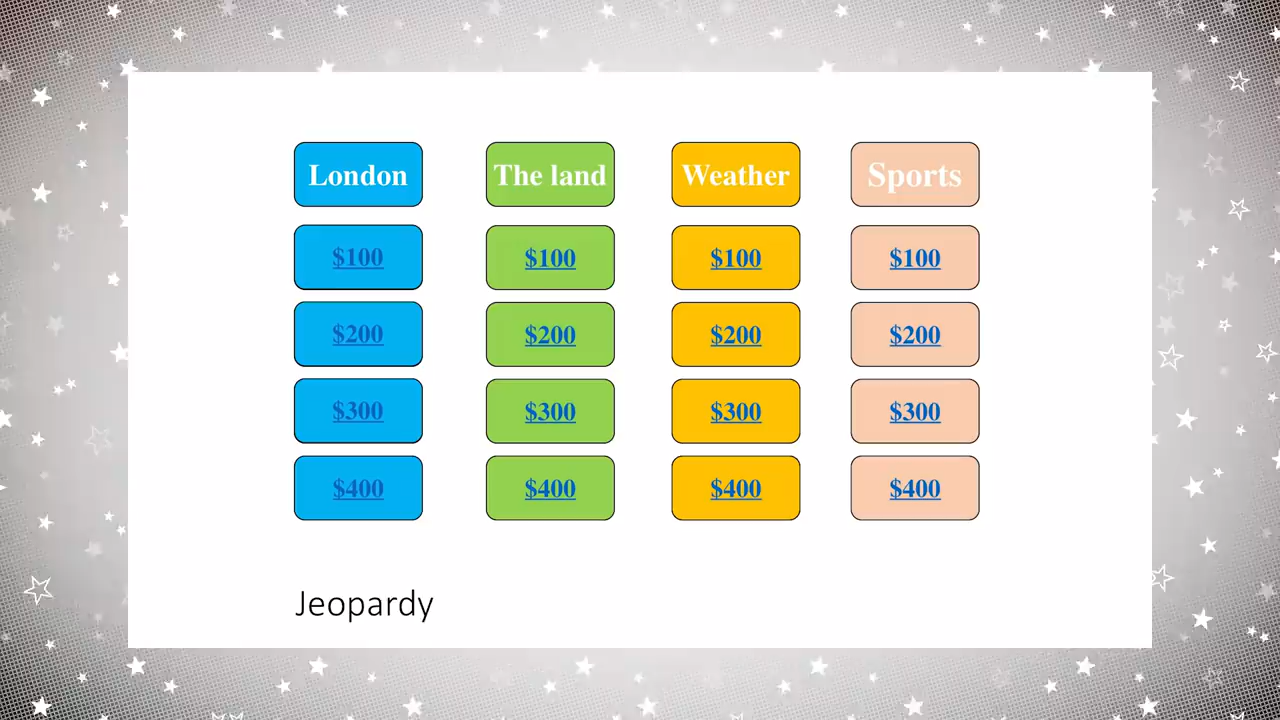 London The land Weather Sports
$100 $100 $100 $100
$200 $200 $200 $200
$300 $300 $300 $300
$400 $400 $400 $400
Jeopardy